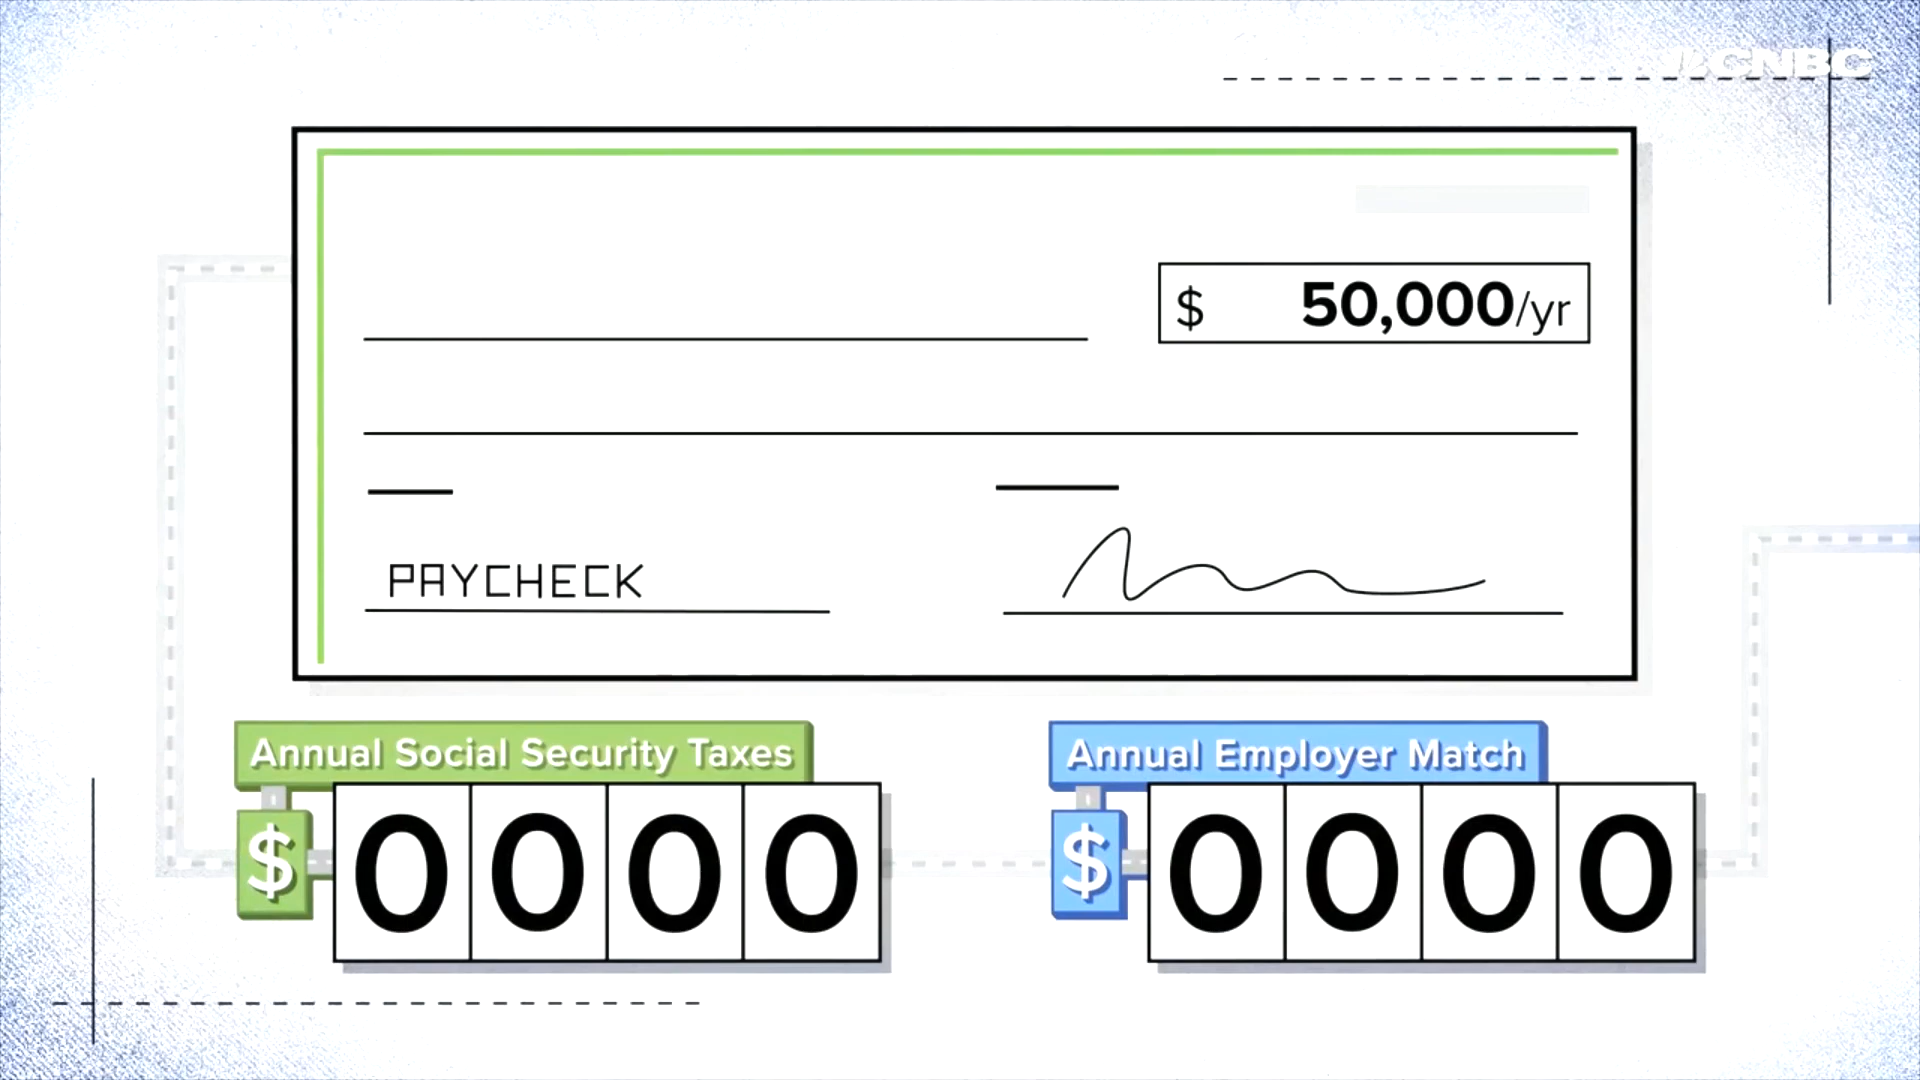 CNBC
$ 50,000/yr
PAYCHECK
Annual Social Security Taxes
$ 0000
Annual Employer Match
$ 0000